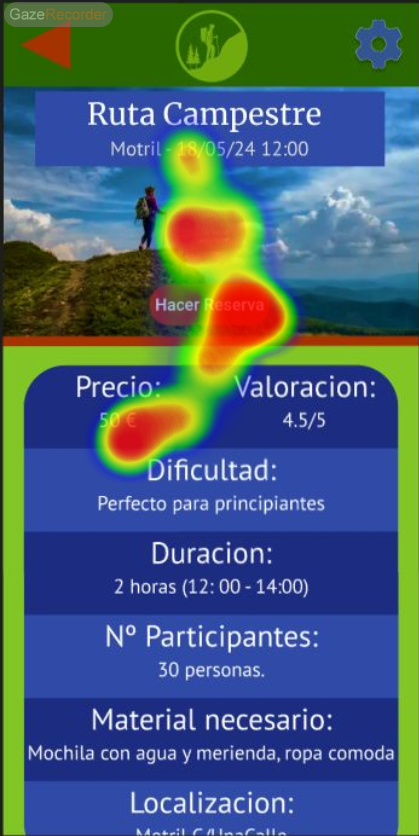 GazeRecorder
Ruta Campestre
Motril - 18/05/24 12:00
Hacer Reserva
Precio: Valoracion:
50 € 4.5/5
Dificultad:
Perfecto para principiantes
Duracion:
2 horas (12: 00 - 14:00)
Nº Participantes:
30 personas.
Material necesario:
Mochila con agua y merienda, ropa comoda
Localizacion:
Motril C/UnaCalle